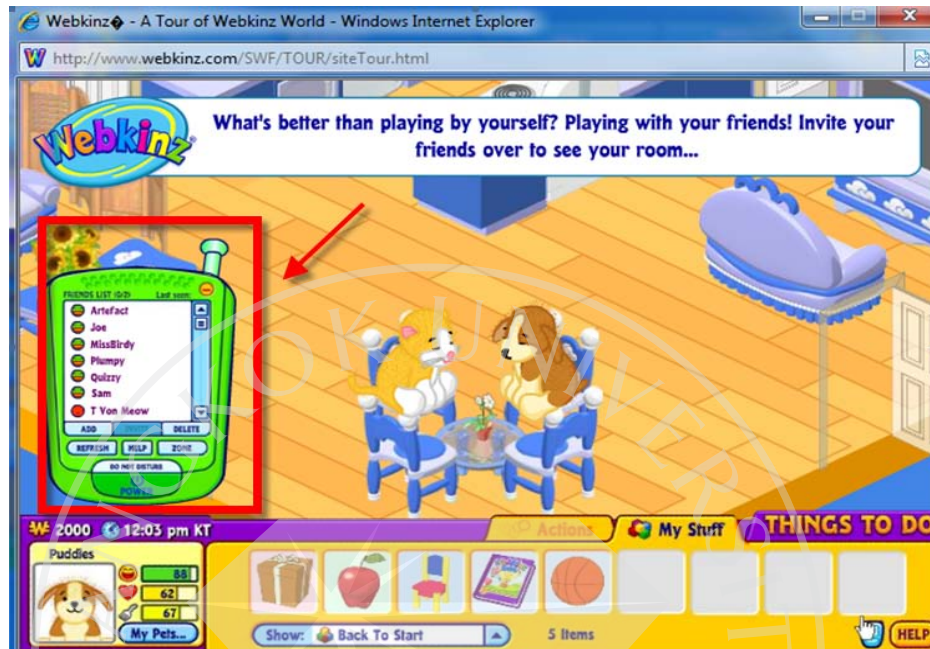 Webkinz� - A Tour of Webkinz World - Windows Internet Explorer
http://www.webkinz.com/SWF/TOUR/siteTour.html
Webkinz
What's better than playing by yourself? Playing with your friends! Invite your
friends over to see your room...
FRIENDS LIST (0/2) Last seen:
Artefact
Joe
MissBirdy
Plumpy
Quizzy
Sam
T Von Meow
ADD INVITE DELETE
REFRESH HELP ZONE
DO NOT DISTURB
POWER
2000 12:03 pm KT
Actions
My Stuff
THINGS TO DO
Puddles
88
62
67
My Pets...
Show: Back To Start
5 Items
HELP